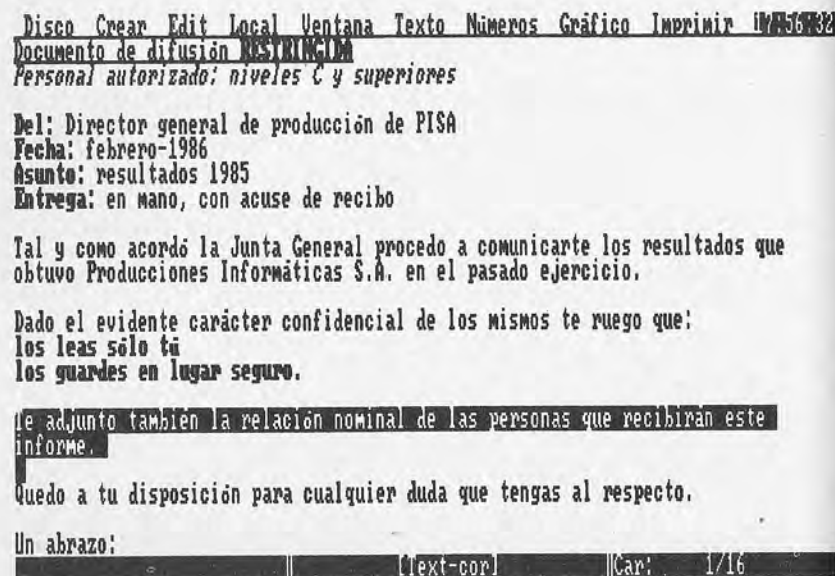 Disco Crear Edit Local Ventana Texto Números Gráfico Imprimir
Documento de difusión RESTRINGIDA
Personal autorizado: niveles C y superiores
Del: Director general de producción de PISA
Fecha: febrero-1986
Asunto: resultados 1985
Entrega: en mano, con acuse de recibo
Tal y como acordó la Junta General procedo a comunicarte los resultados que
obtuvo Producciones Informáticas S.A. en el pasado ejercicio.
Dado el evidente carácter confidencial de los mismos te ruego que:
los leas sólo tú
los guardes en lugar seguro.
Te adjunto también la relación nominal de las personas que recibirán este
informe.
Quedo a tu disposición para cualquier duda que tengas al respecto.
Un abrazo:
[Text-cor] Car: 1/16